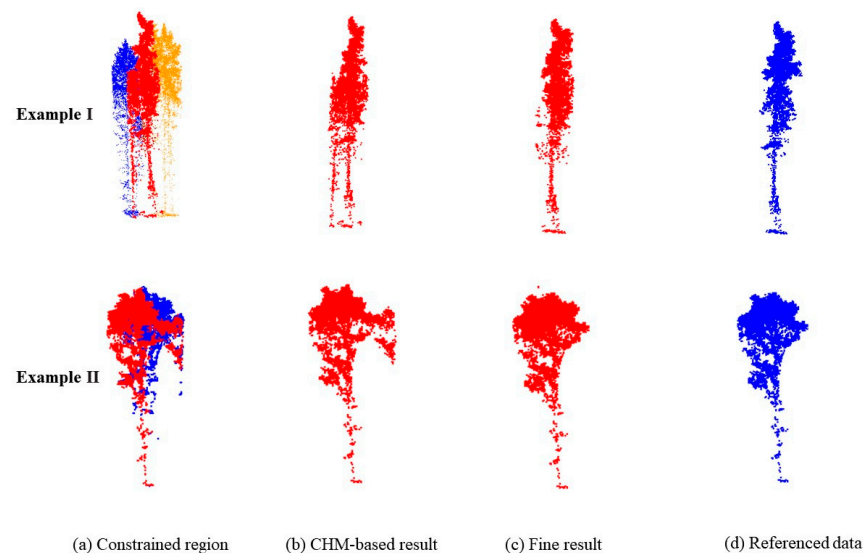 Example I
Example II
(a) Constrained region
(b) CHM-based result
(c) Fine result
(d) Referenced data